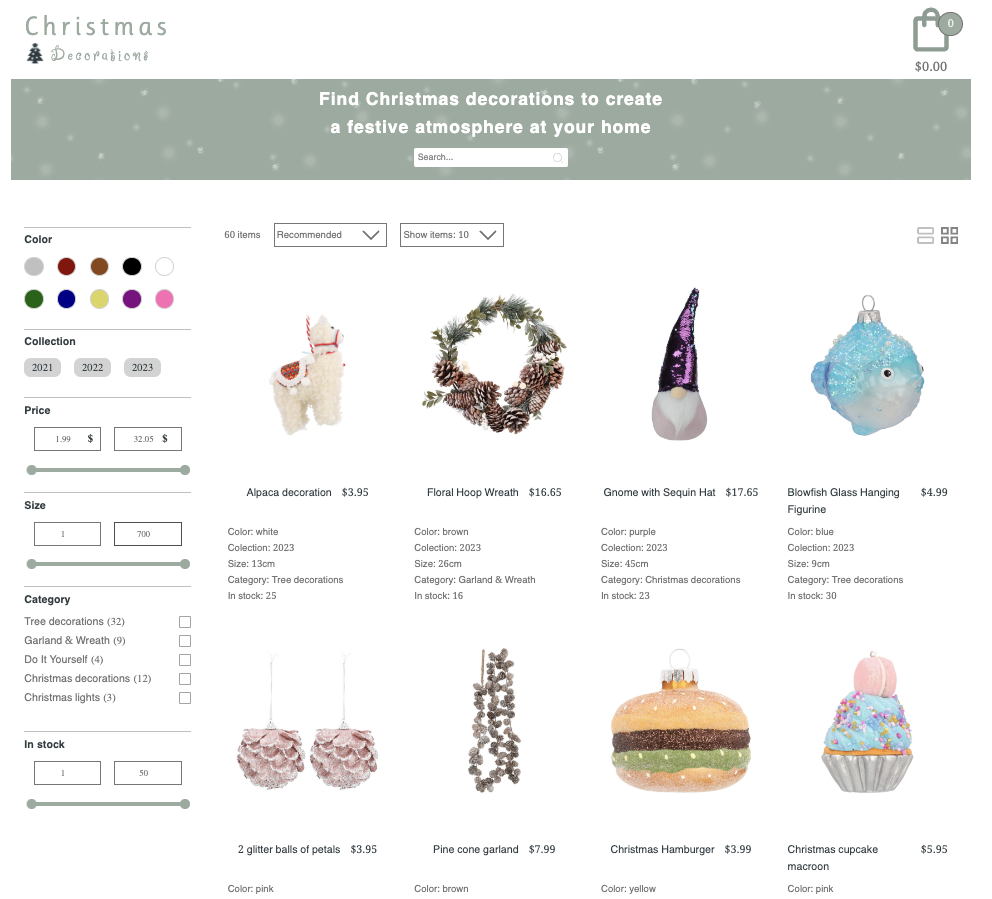 Christmas
Decorations
0
$0.00
Find Christmas decorations to create
a festive atmosphere at your home
Search...
Color
Collection
2021 2022 2023
Price
1.99 $ 32.05 $
Size
1 700
Category
Tree decorations (32)
Garland & Wreath (9)
Do It Yourself (4)
Christmas decorations (12)
Christmas lights (3)
In stock
1 50
60 items Recommended Show items: 10
Alpaca decoration $3.95
Color: white
Colection: 2023
Size: 13cm
Category: Tree decorations
In stock: 25
Floral Hoop Wreath $16.65
Color: brown
Colection: 2023
Size: 26cm
Category: Garland & Wreath
In stock: 16
Gnome with Sequin Hat $17.65
Color: purple
Colection: 2023
Size: 45cm
Category: Christmas decorations
In stock: 23
Blowfish Glass Hanging $4.99
Figurine
Color: blue
Colection: 2023
Size: 9cm
Category: Tree decorations
In stock: 30
2 glitter balls of petals $3.95
Color: pink
Pine cone garland $7.99
Color: brown
Christmas Hamburger $3.99
Color: yellow
Christmas cupcake $5.95
macroon
Color: pink